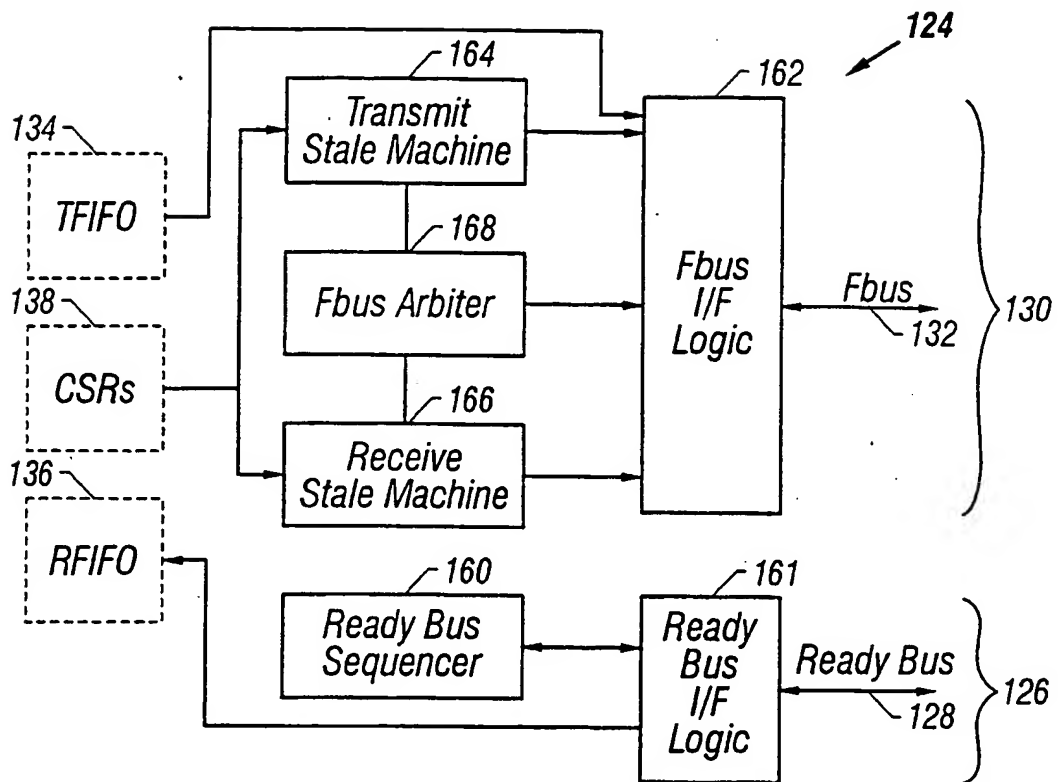 124
164
Transmit
Stale Machine
162
134
TFIFO
168
Fbus Arbiter
Fbus
I/F
Logic
Fbus
132
130
138
CSRs
166
Receive
Stale Machine
136
RFIFO
160
Ready Bus
Sequencer
161
Ready
Bus
I/F
Logic
Ready Bus
128
126